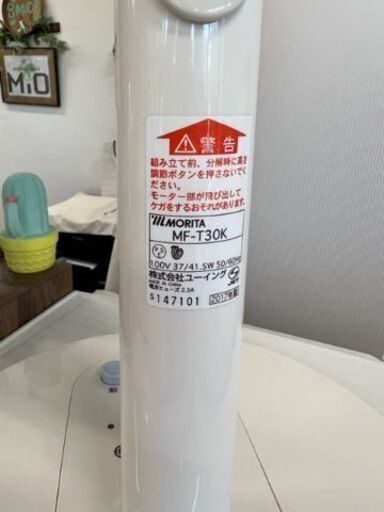 MiO
警告
組み立て前、分解時に高さ
調節ボタンを押さないでく
ださい。
モーター部が飛び出して
ケガをするおそれがあります。
MORITA
MF-T30K
100V 37/41.5W 50/60Hz
株式会社ユーイング
MADE IN CHINA
電流ヒューズ 2.5A
S147101
2017年製